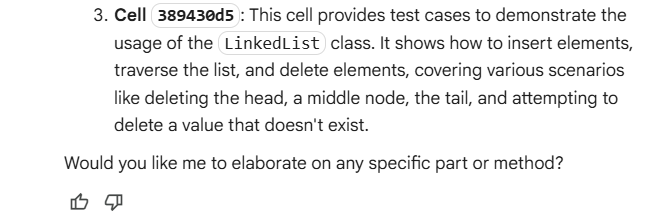 3. Cell 389430d5 : This cell provides test cases to demonstrate the
usage of the LinkedList class. It shows how to insert elements,
traverse the list, and delete elements, covering various scenarios
like deleting the head, a middle node, the tail, and attempting to
delete a value that doesn't exist.
Would you like me to elaborate on any specific part or method?